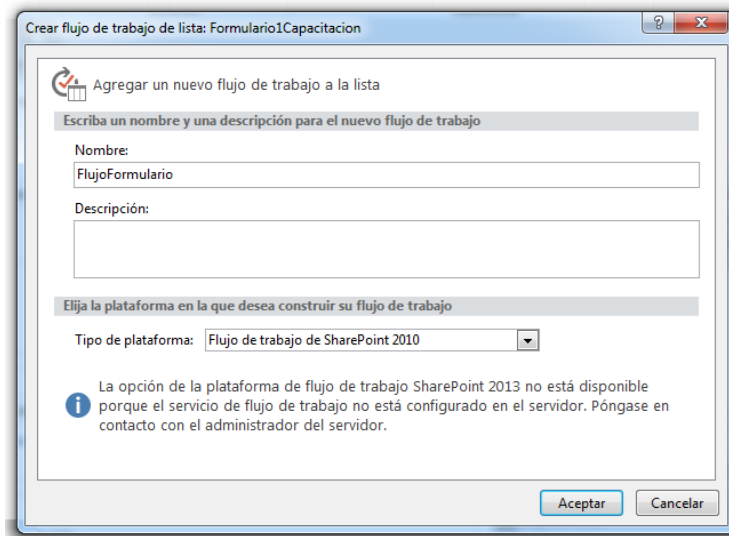 Crear flujo de trabajo de lista: Formulario1Capacitacion
Agregar un nuevo flujo de trabajo a la lista
Escriba un nombre y una descripción para el nuevo flujo de trabajo
Nombre:
FlujoFormulario
Descripción:
Elija la plataforma en la que desea construir su flujo de trabajo
Tipo de plataforma: Flujo de trabajo de SharePoint 2010
La opción de la plataforma de flujo de trabajo SharePoint 2013 no está disponible
porque el servicio de flujo de trabajo no está configurado en el servidor. Póngase en
contacto con el administrador del servidor.
Aceptar Cancelar